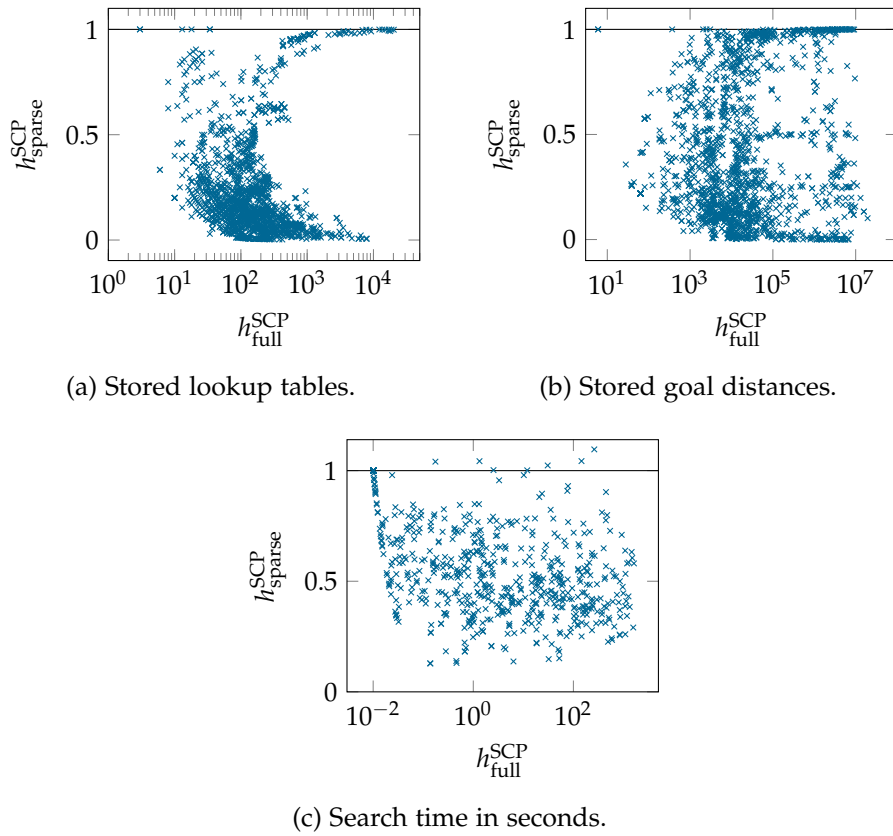 1
0.5
0
h^SCP_sparse
10^0 10^1 10^2 10^3 10^4
h^SCP_full
(a) Stored lookup tables.
1
0.5
0
h^SCP_sparse
10^1 10^3 10^5 10^7
h^SCP_full
(b) Stored goal distances.
1
0.5
0
h^SCP_sparse
10^−2 10^0 10^2
h^SCP_full
(c) Search time in seconds.